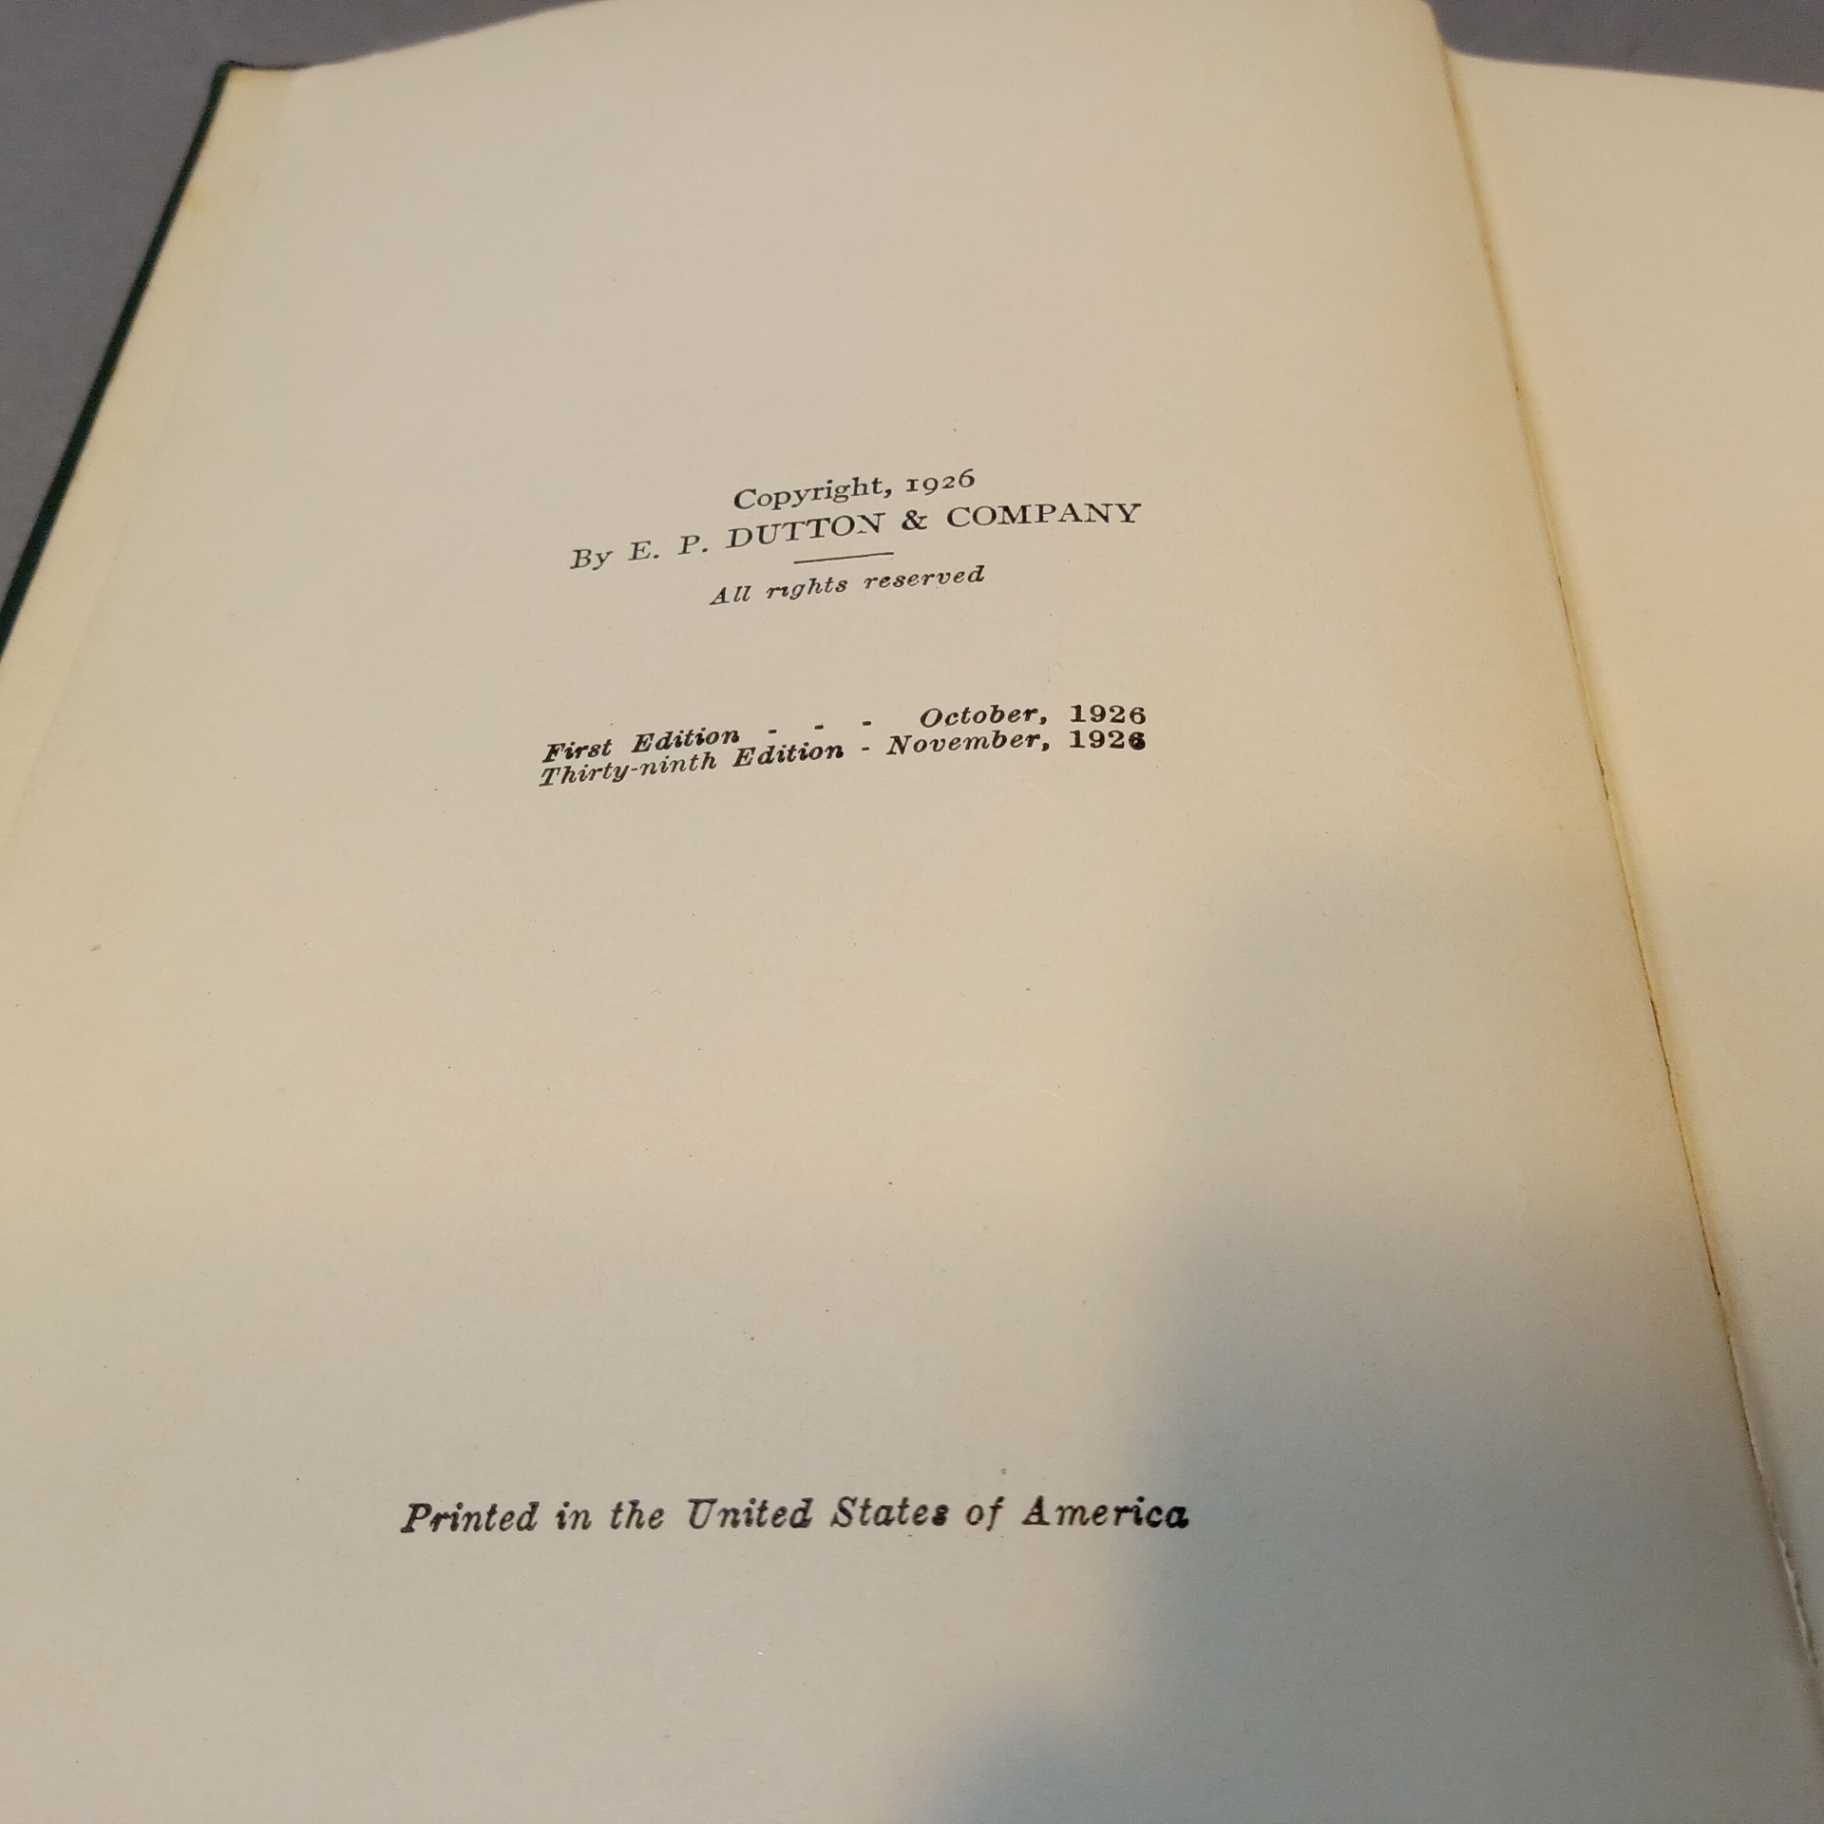 Copyright, 1926
By E. P. DUTTON & COMPANY
All rights reserved
First Edition - - - October, 1926
Thirty-ninth Edition - November, 1926
Printed in the United States of America